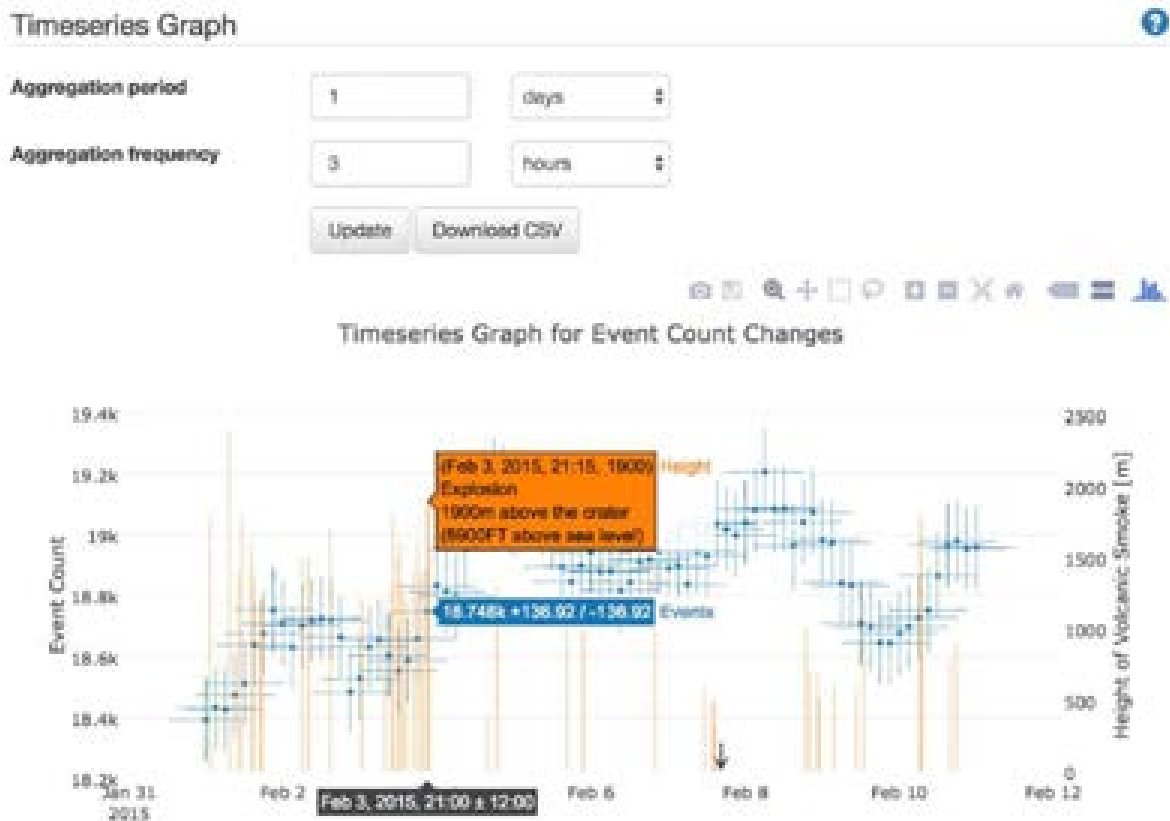 Timeseries Graph
?
Aggregation period
1
days
Aggregation frequency
3
hours
Update
Download CSV
Timeseries Graph for Event Count Changes
19.4k
19.2k
19k
18.8k
18.6k
18.4k
18.2k
Event Count
2500
2000
1500
1000
500
0
Height of Volcanic Smoke [m]
(Feb 3, 2015, 21:15, 1900) Height
Explosion
1900m above the crater
(6900FT above sea level)
18.748k +136.92 / -136.92 Events
Jan 31
2015
Feb 2
Feb 3, 2015, 21:00 ± 12:00
Feb 6
Feb 8
Feb 10
Feb 12